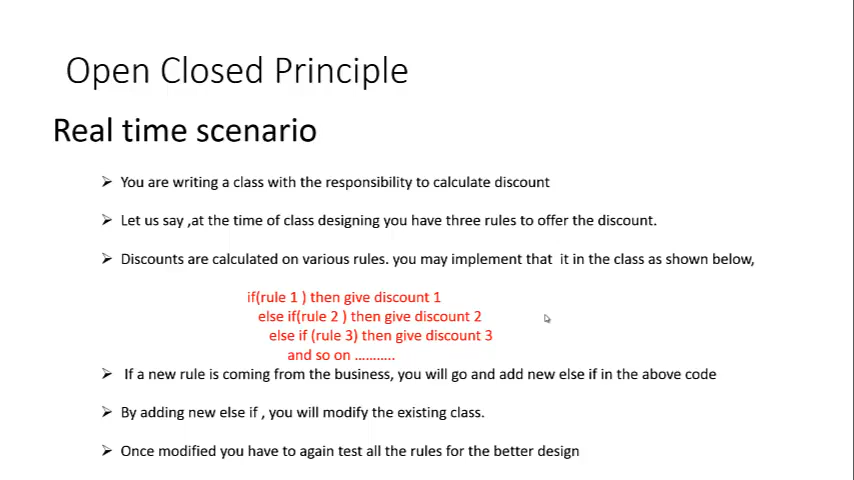 Open Closed Principle
Real time scenario
➢ You are writing a class with the responsibility to calculate discount
➢ Let us say ,at the time of class designing you have three rules to offer the discount.
➢ Discounts are calculated on various rules. you may implement that it in the class as shown below,
if(rule 1 ) then give discount 1
else if(rule 2 ) then give discount 2
else if (rule 3) then give discount 3
and so on ...........
➢ If a new rule is coming from the business, you will go and add new else if in the above code
➢ By adding new else if , you will modify the existing class.
➢ Once modified you have to again test all the rules for the better design